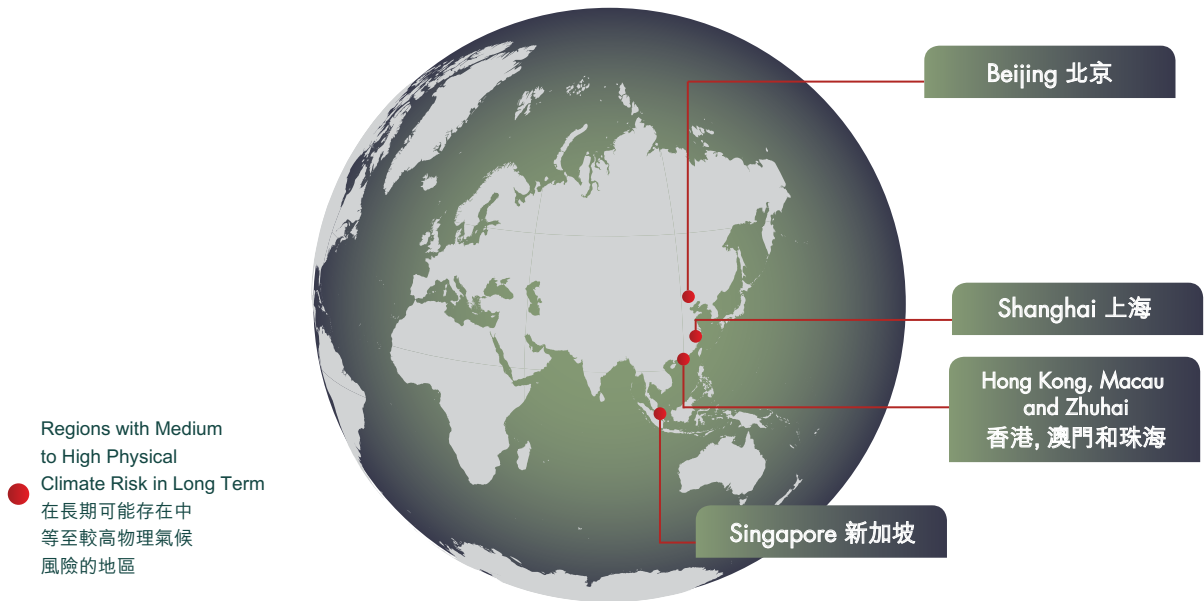 Beijing 北京
Shanghai 上海
Hong Kong, Macau
and Zhuhai
香港, 澳門和珠海
Singapore 新加坡
Regions with Medium
to High Physical
Climate Risk in Long Term
在長期可能存在中
等至較高物理氣候
風險的地區